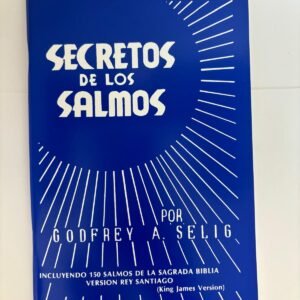 SECRETOS
DE LOS
SALMOS
POR
GODFREY A. SELIG
INCLUYENDO 150 SALMOS DE LA SAGRADA BIBLIA
VERSION REY SANTIAGO
(King James Version)